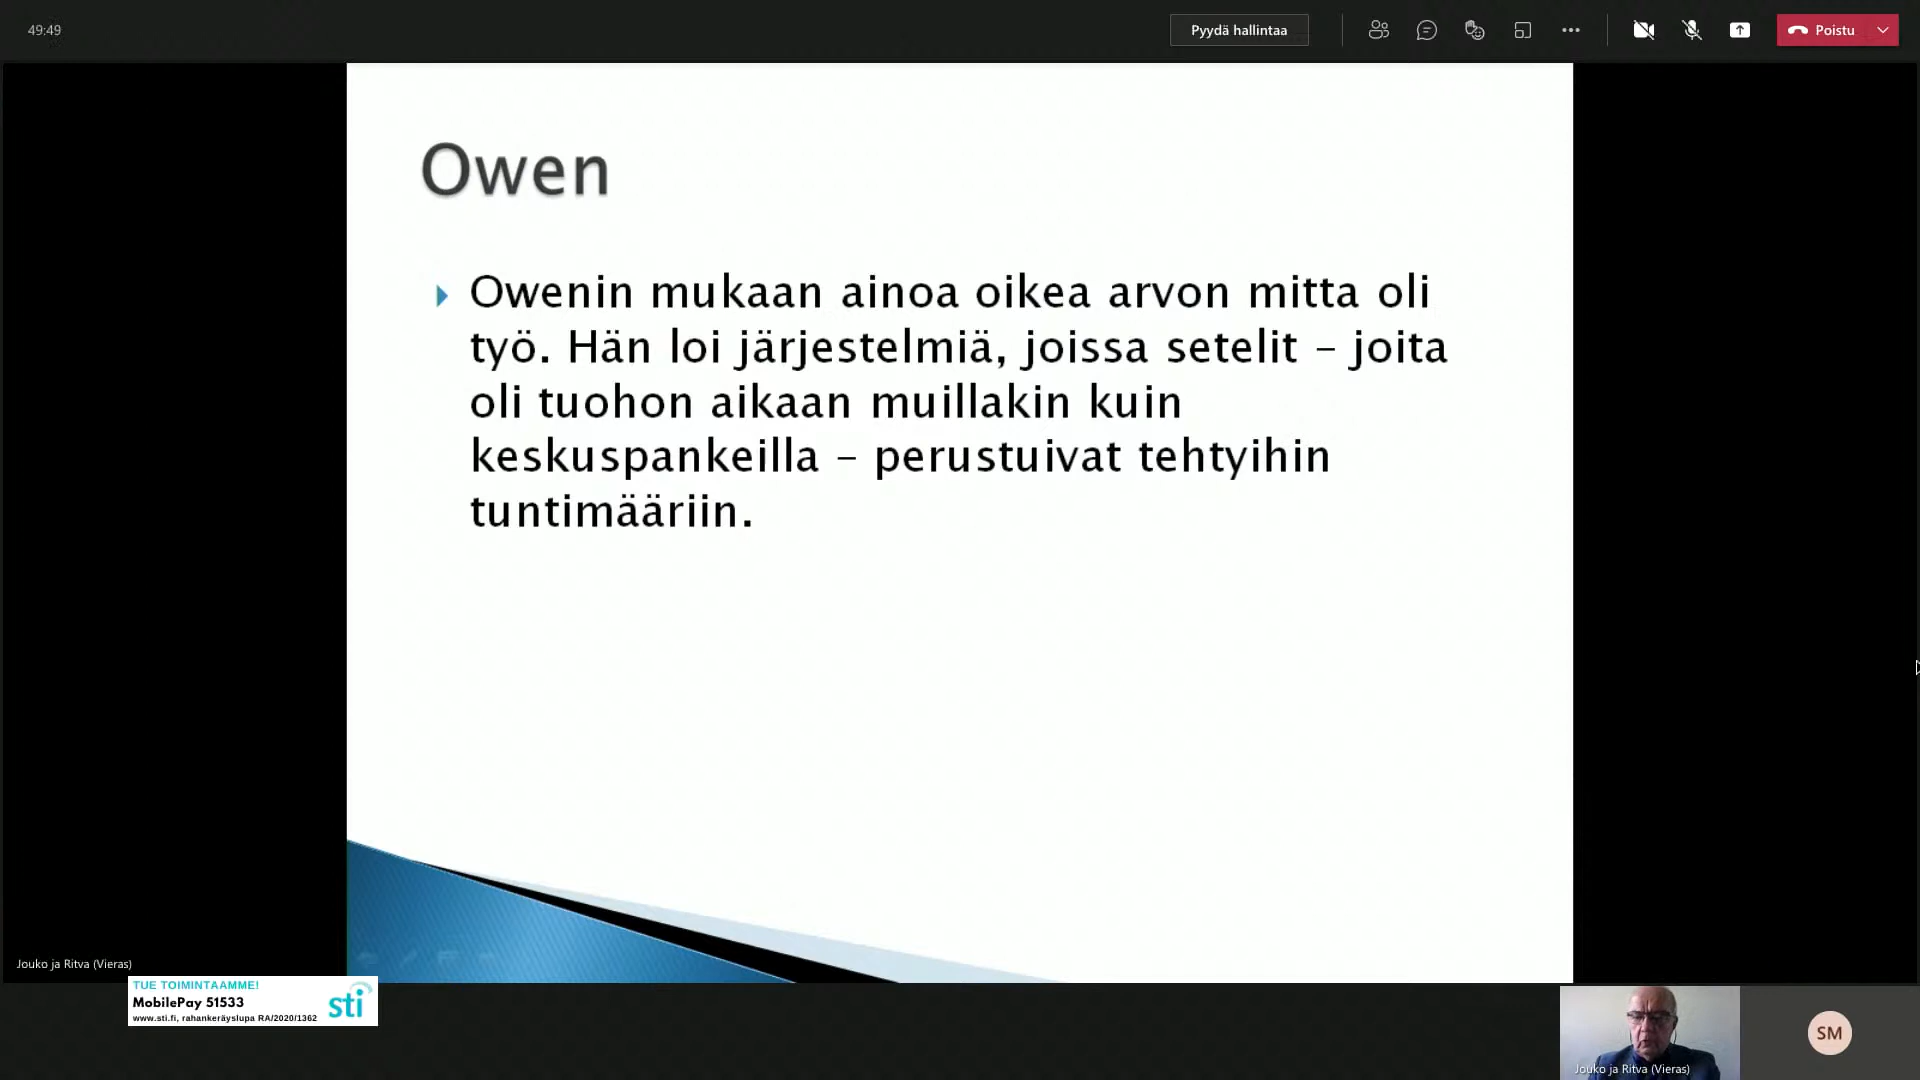 49:49
Pyydä hallintaa
Poistu
Owen
Owenin mukaan ainoa oikea arvon mitta oli
työ. Hän loi järjestelmiä, joissa setelit – joita
oli tuohon aikaan muillakin kuin
keskuspankeilla – perustuivat tehtyihin
tuntimääriin.
Jouko ja Ritva (Vieras)
TUE TOIMINTAAMME!
MobilePay 51533
www.sti.fi, rahankeräyslupa RA/2020/1362
sti
Jouko ja Ritva (Vieras)
SM